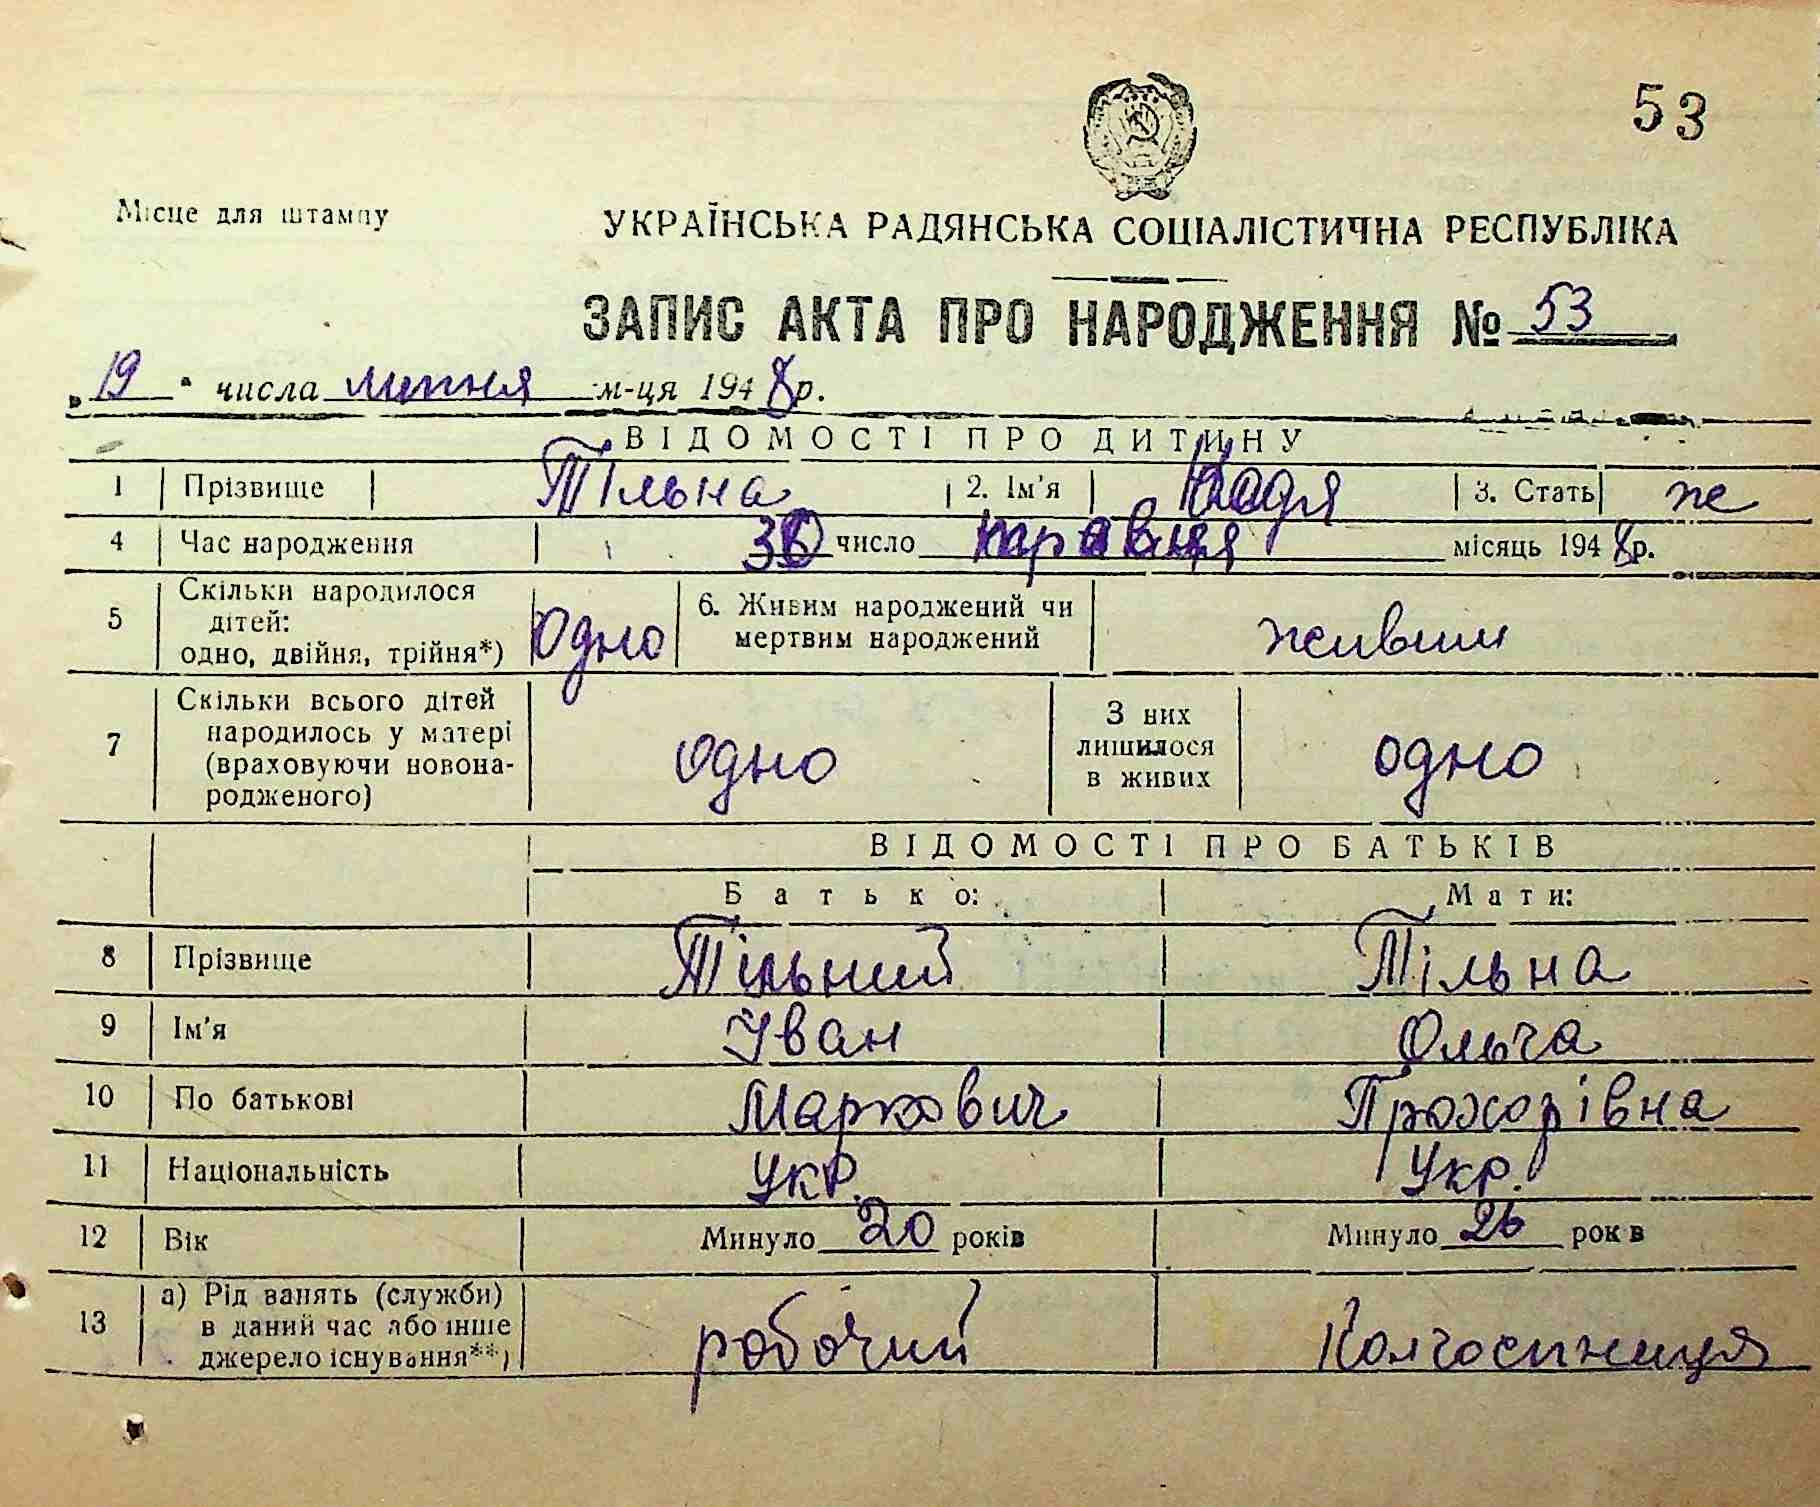 53
Місце для штампу
УКРАЇНСЬКА РАДЯНСЬКА СОЦІАЛІСТИЧНА РЕСПУБЛІКА
ЗАПИС АКТА ПРО НАРОДЖЕННЯ № 53
„ 19 " числа липня м-ця 1948 р.
ВІДОМОСТІ ПРО ДИТИНУ
1 Прізвище Тільна 2. Ім'я Надя 3. Стать же
4 Час народження 30 число травня місяць 1948 р.
5 Скільки народилося дітей: одно, двійня, трійня*) Одно 6. Живим народжений чи мертвим народжений живим
7 Скільки всього дітей народилось у матері (враховуючи новонародженого) одно З них лишилося в живих одно
ВІДОМОСТІ ПРО БАТЬКІВ
Батько: Мати:
8 Прізвище Тільний Тільна
9 Ім'я Іван Ольга
10 По батькові Маркович Прохорівна
11 Національність Укр. Укр.
12 Вік Минуло 20 років Минуло 26 років
13 а) Рід занять (служби) в даний час або інше джерело існування**) робочий Колгоспниця